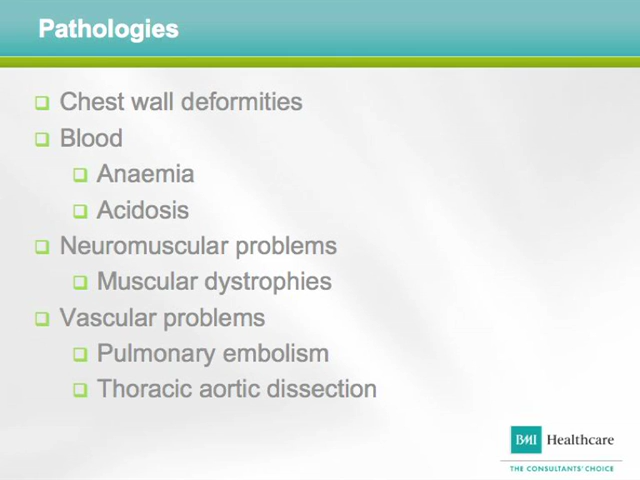 Pathologies
Chest wall deformities
Blood
Anaemia
Acidosis
Neuromuscular problems
Muscular dystrophies
Vascular problems
Pulmonary embolism
Thoracic aortic dissection
BMI Healthcare
THE CONSULTANTS' CHOICE